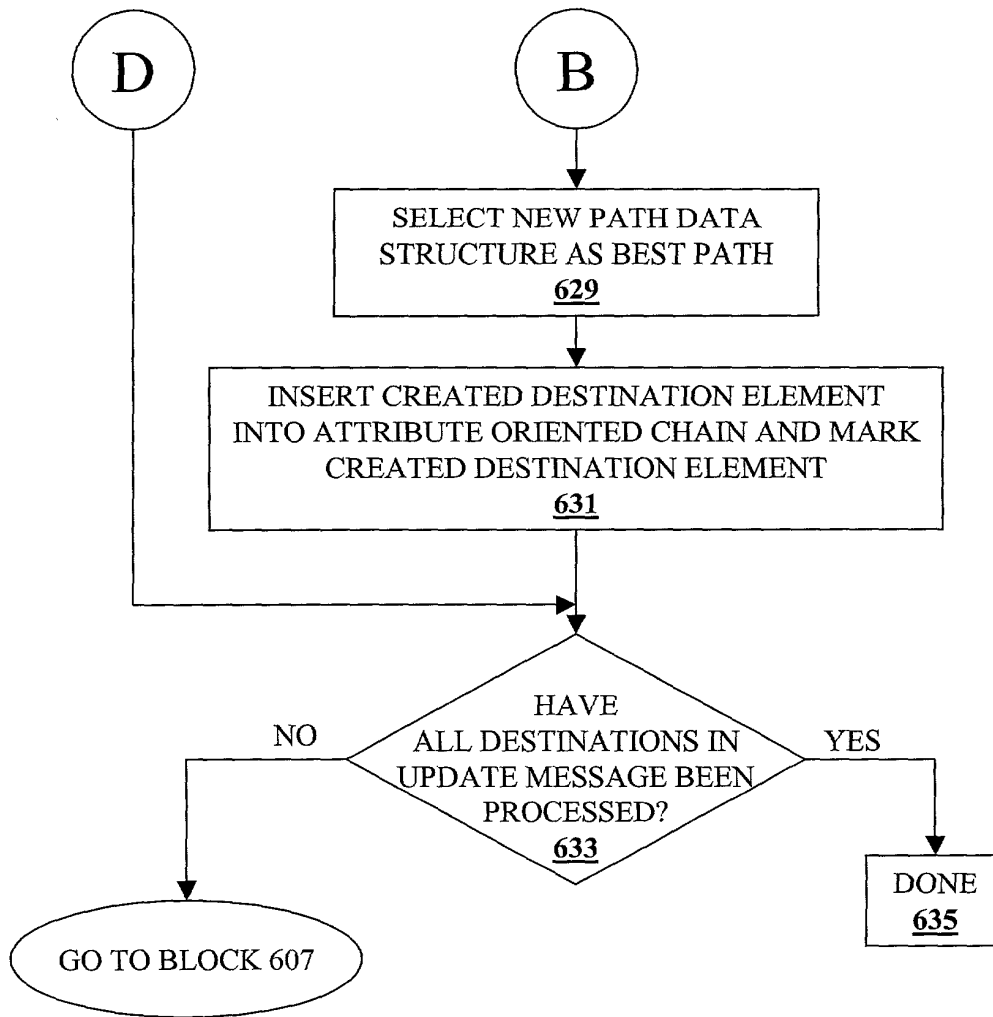 D
B
SELECT NEW PATH DATA
STRUCTURE AS BEST PATH
629
INSERT CREATED DESTINATION ELEMENT
INTO ATTRIBUTE ORIENTED CHAIN AND MARK
CREATED DESTINATION ELEMENT
631
HAVE
ALL DESTINATIONS IN
UPDATE MESSAGE BEEN
PROCESSED?
633
NO
YES
GO TO BLOCK 607
DONE
635